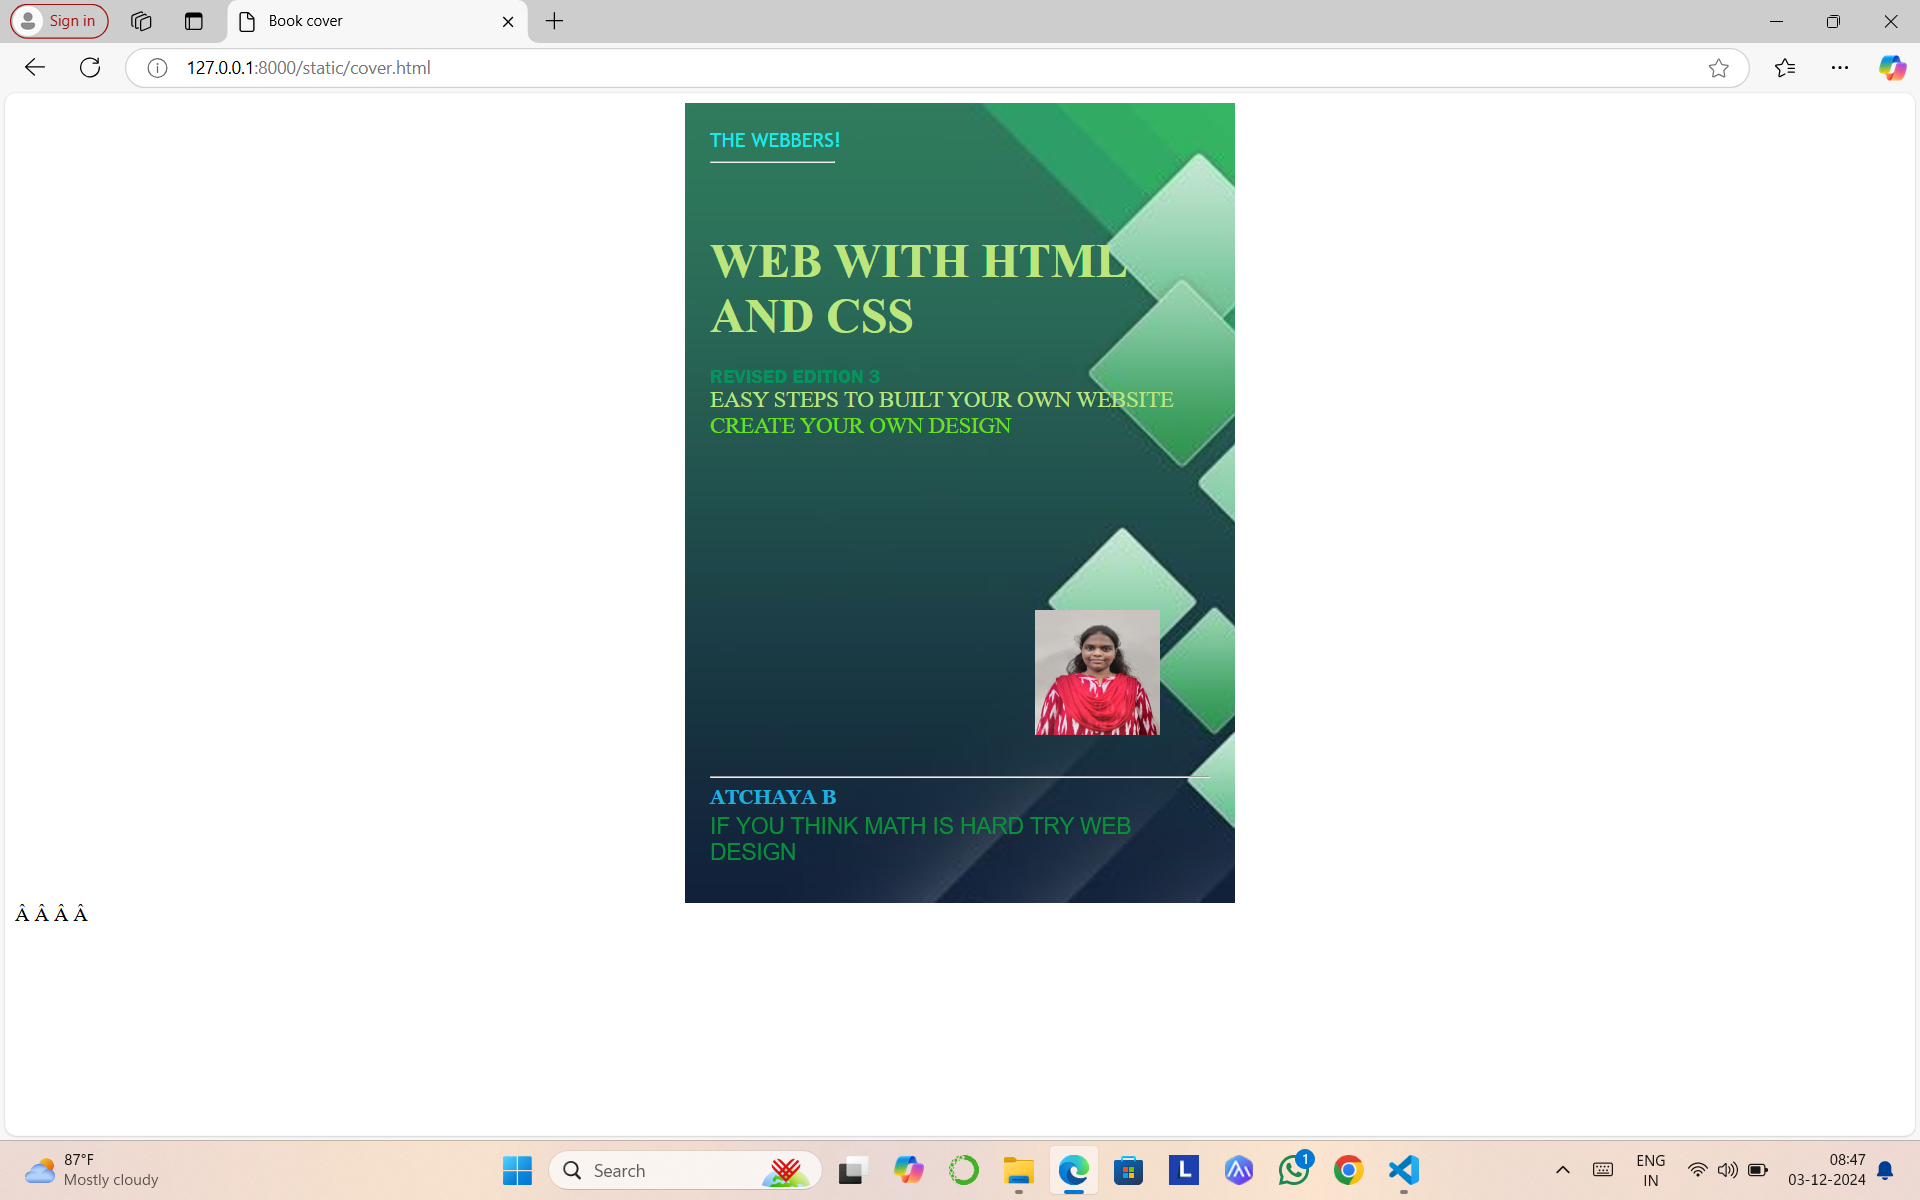 Sign in
Book cover
127.0.0.1:8000/static/cover.html
THE WEBBERS!
WEB WITH HTML
AND CSS
REVISED EDITION 3
EASY STEPS TO BUILT YOUR OWN WEBSITE
CREATE YOUR OWN DESIGN
ATCHAYA B
IF YOU THINK MATH IS HARD TRY WEB
DESIGN
Â Â Â Â
87°F
Mostly cloudy
Search
L
1
ENG
IN
08:47
03-12-2024